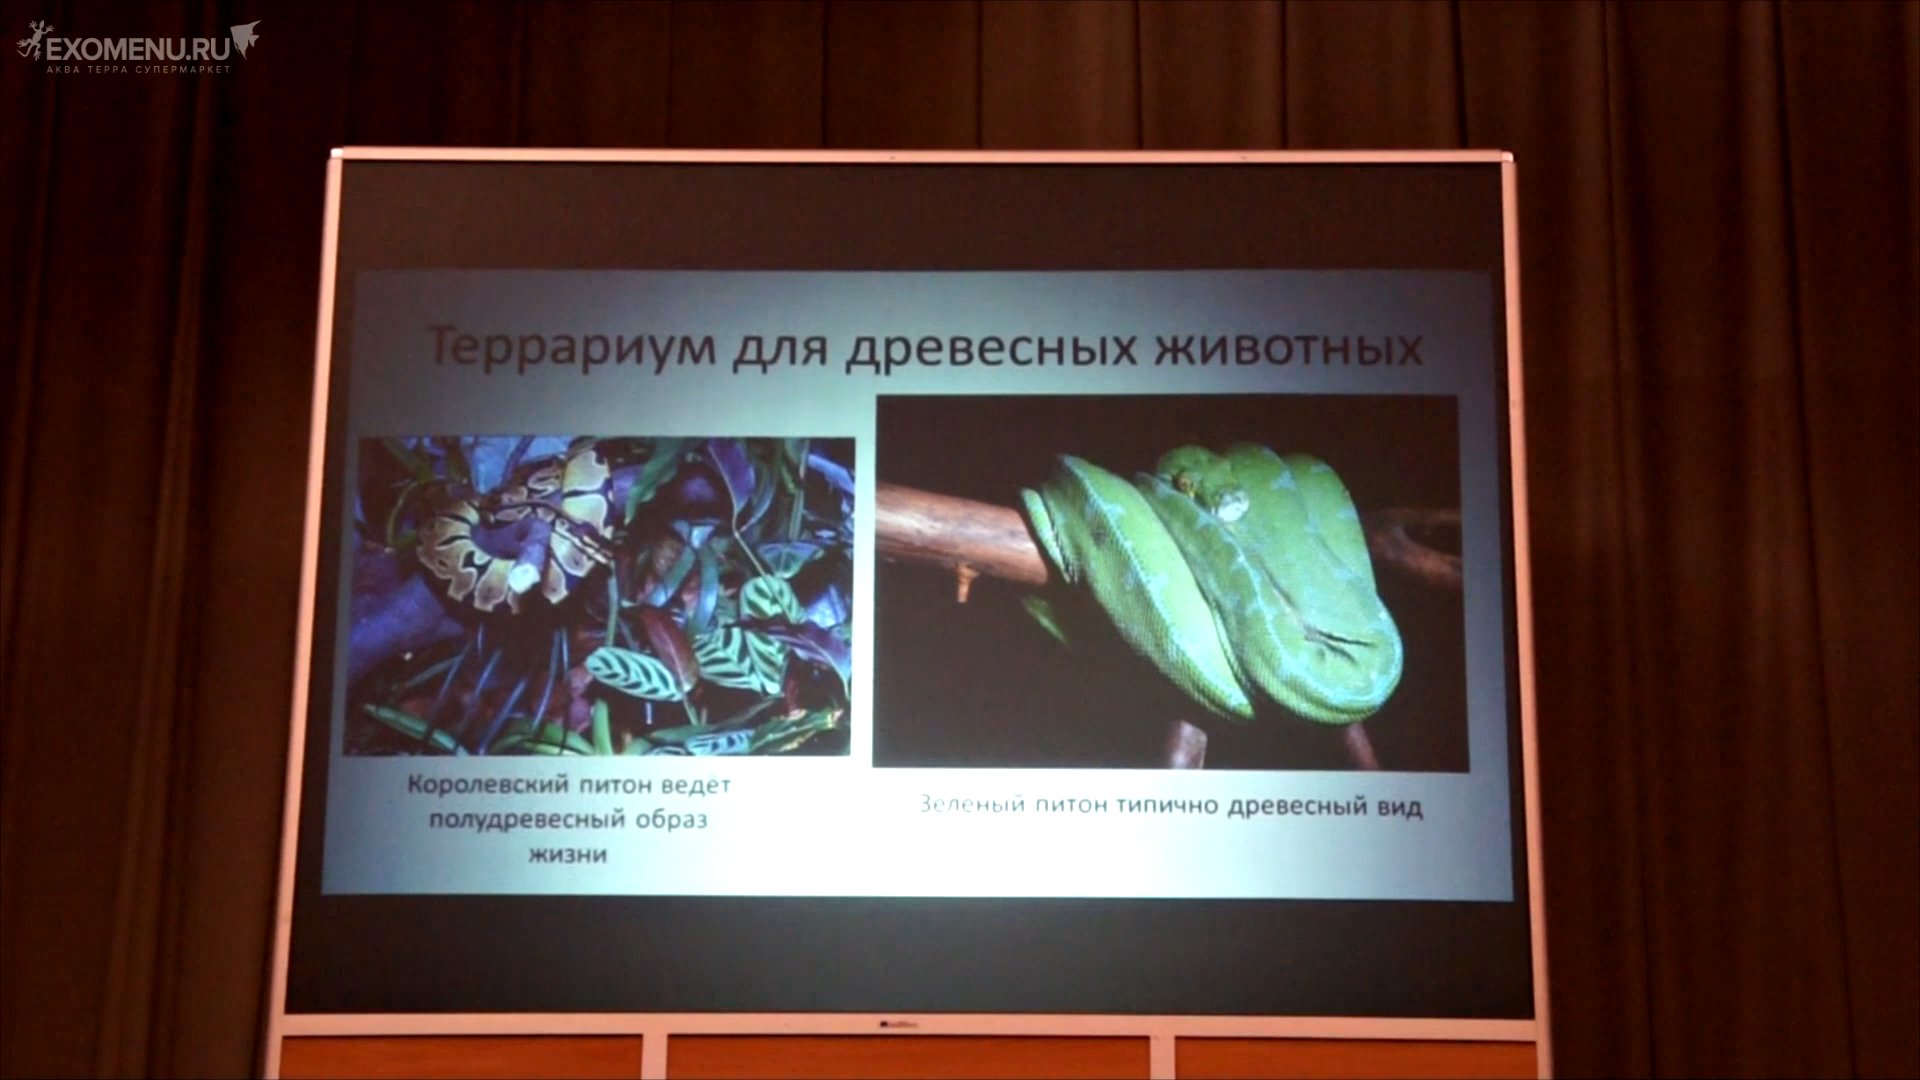 EXOMENU.RU
АКВА ТЕРРА СУПЕРМАРКЕТ
Террариум для древесных животных
Королевский питон ведёт
полудревесный образ
жизни
Зеленый питон типично древесный вид